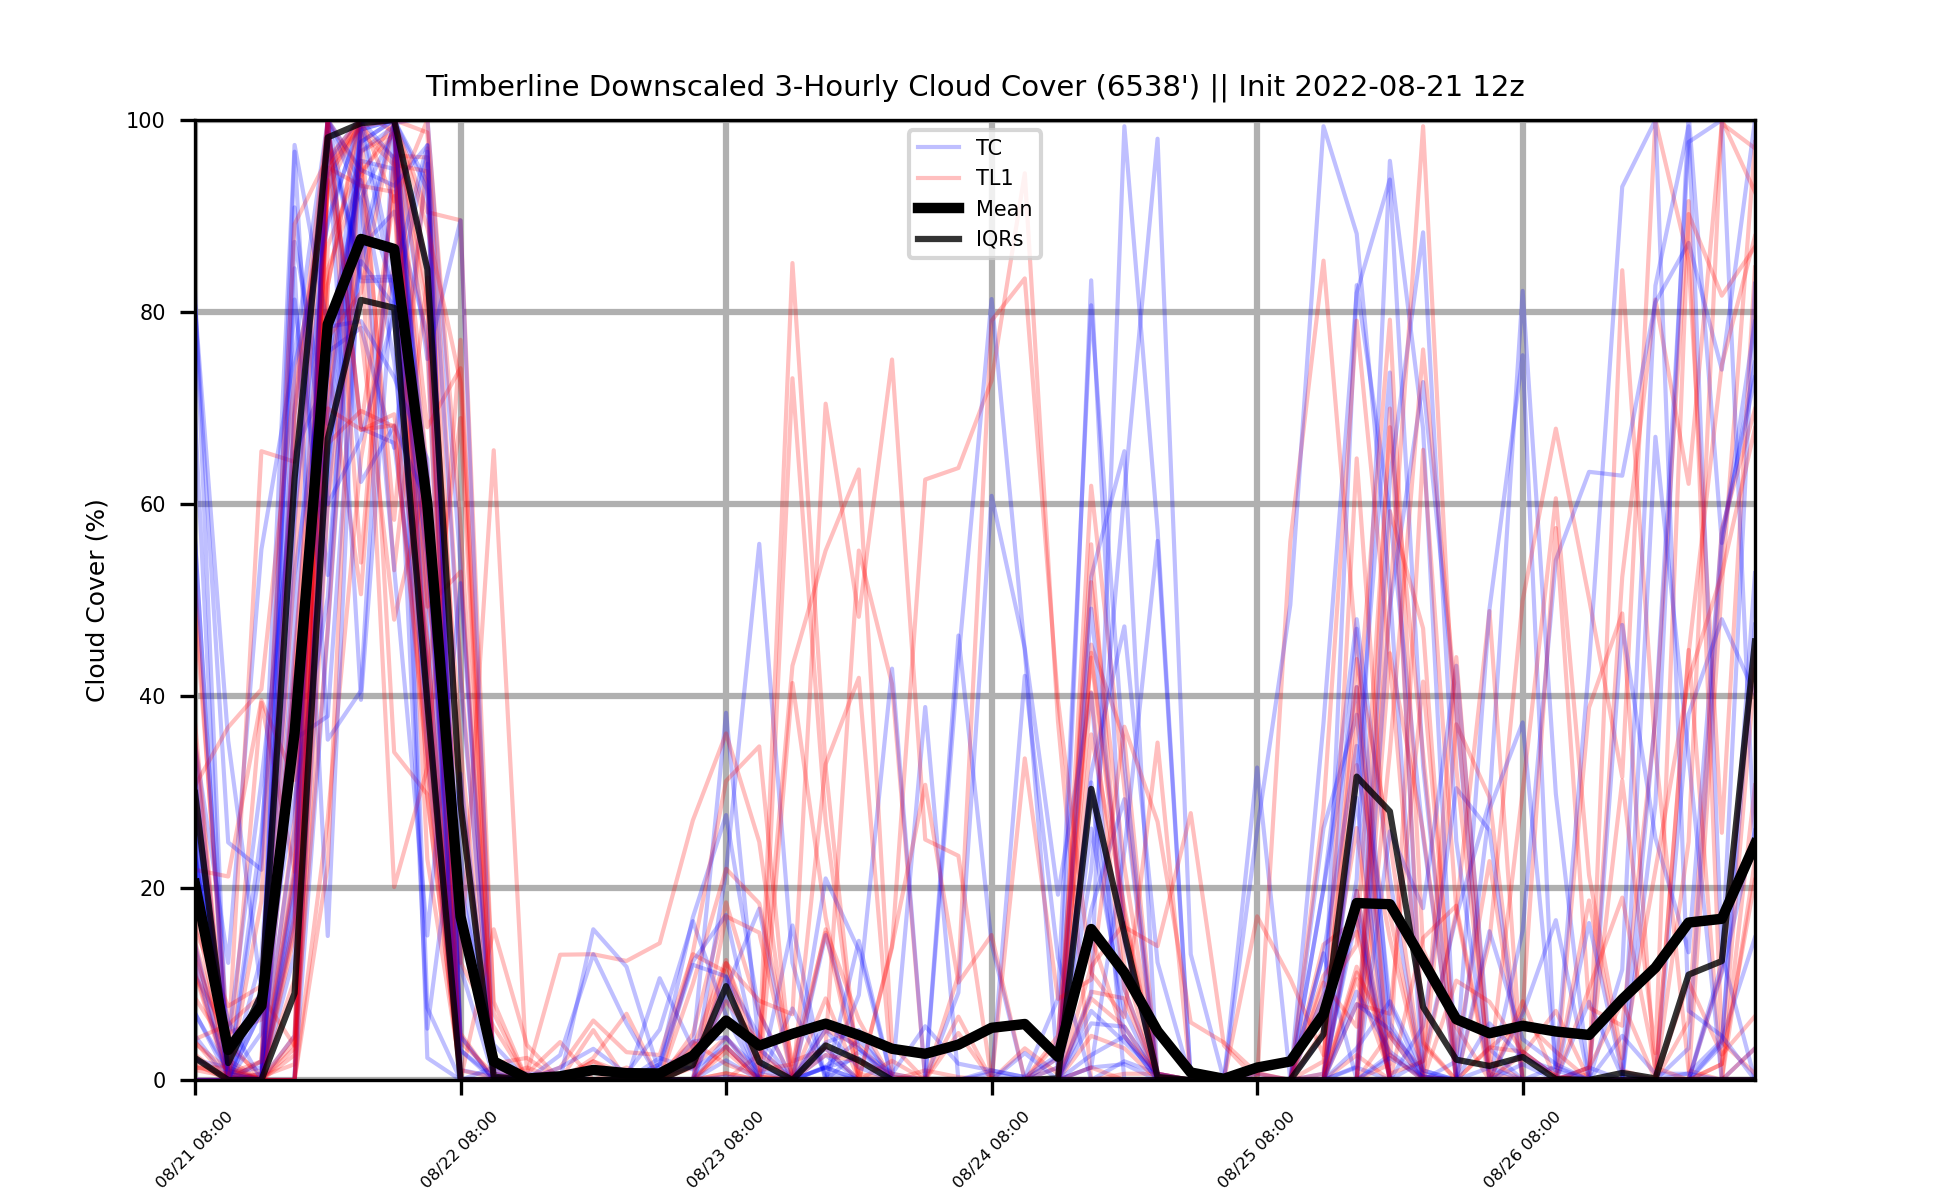 Timberline Downscaled 3-Hourly Cloud Cover (6538') || Init 2022-08-21 12z
TC
TL1
Mean
IQRs
Cloud Cover (%)
100
80
60
40
20
0
08/21 08:00
08/22 08:00
08/23 08:00
08/24 08:00
08/25 08:00
08/26 08:00